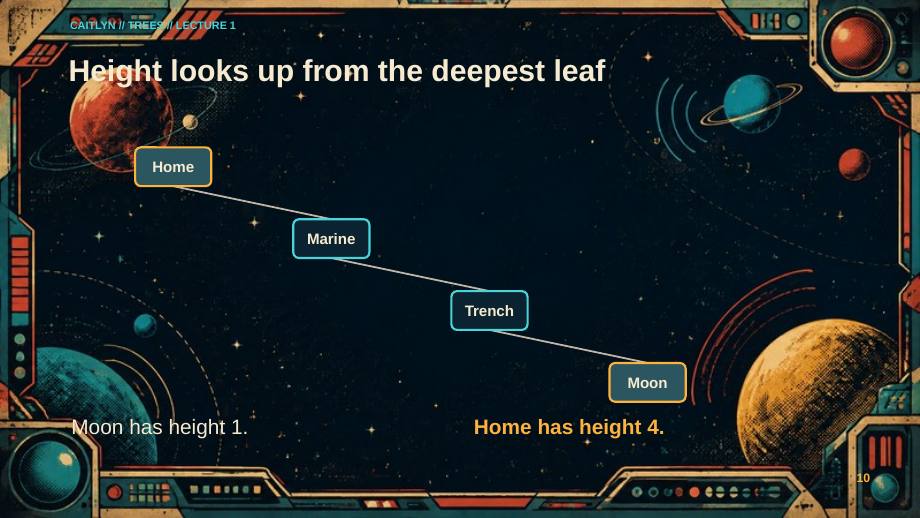 CAITLYN // TREES // LECTURE 1
Height looks up from the deepest leaf
Home
Marine
Trench
Moon
Moon has height 1.
Home has height 4.
10